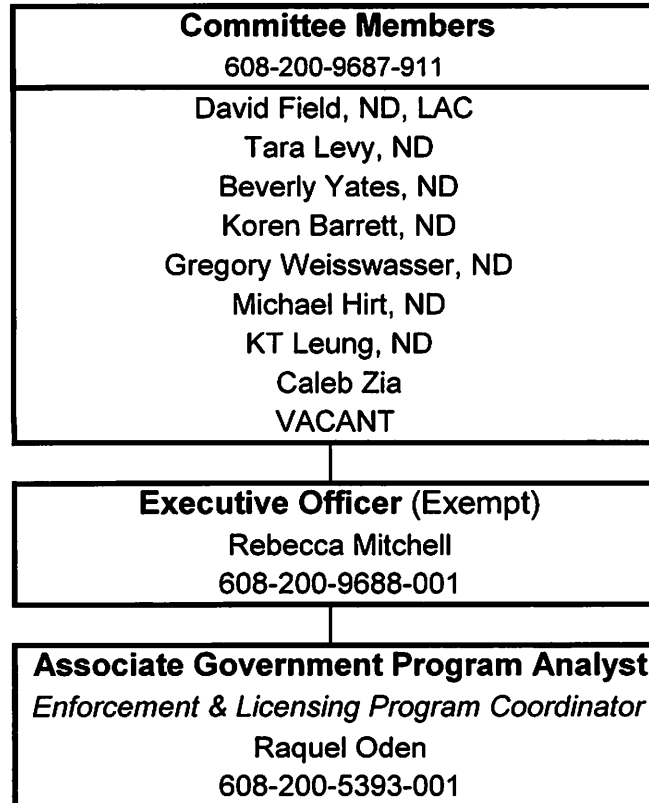 Committee Members
608-200-9687-911
David Field, ND, LAC
Tara Levy, ND
Beverly Yates, ND
Koren Barrett, ND
Gregory Weisswasser, ND
Michael Hirt, ND
KT Leung, ND
Caleb Zia
VACANT
Executive Officer (Exempt)
Rebecca Mitchell
608-200-9688-001
Associate Government Program Analyst
Enforcement & Licensing Program Coordinator
Raquel Oden
608-200-5393-001